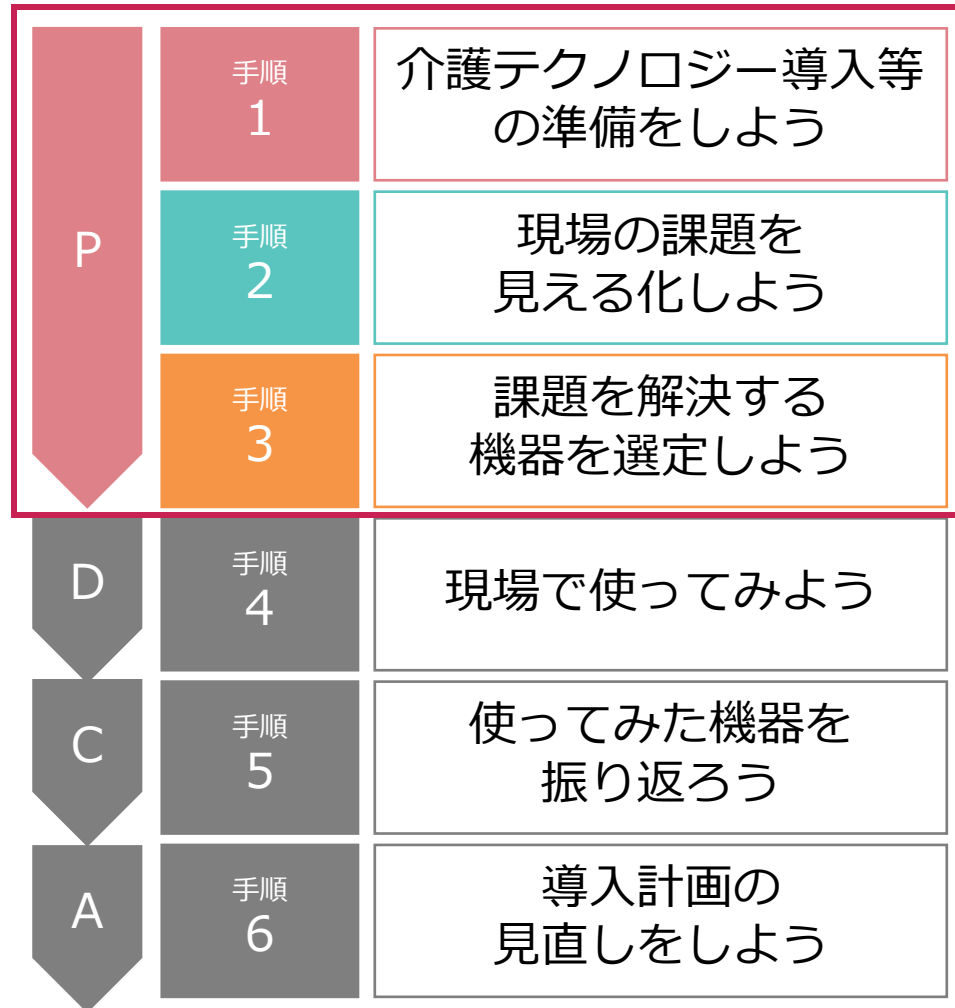 P
手順
1
介護テクノロジー導入等
の準備をしよう
手順
2
現場の課題を
見える化しよう
手順
3
課題を解決する
機器を選定しよう
D
手順
4
現場で使ってみよう
C
手順
5
使ってみた機器を
振り返ろう
A
手順
6
導入計画の
見直しをしよう